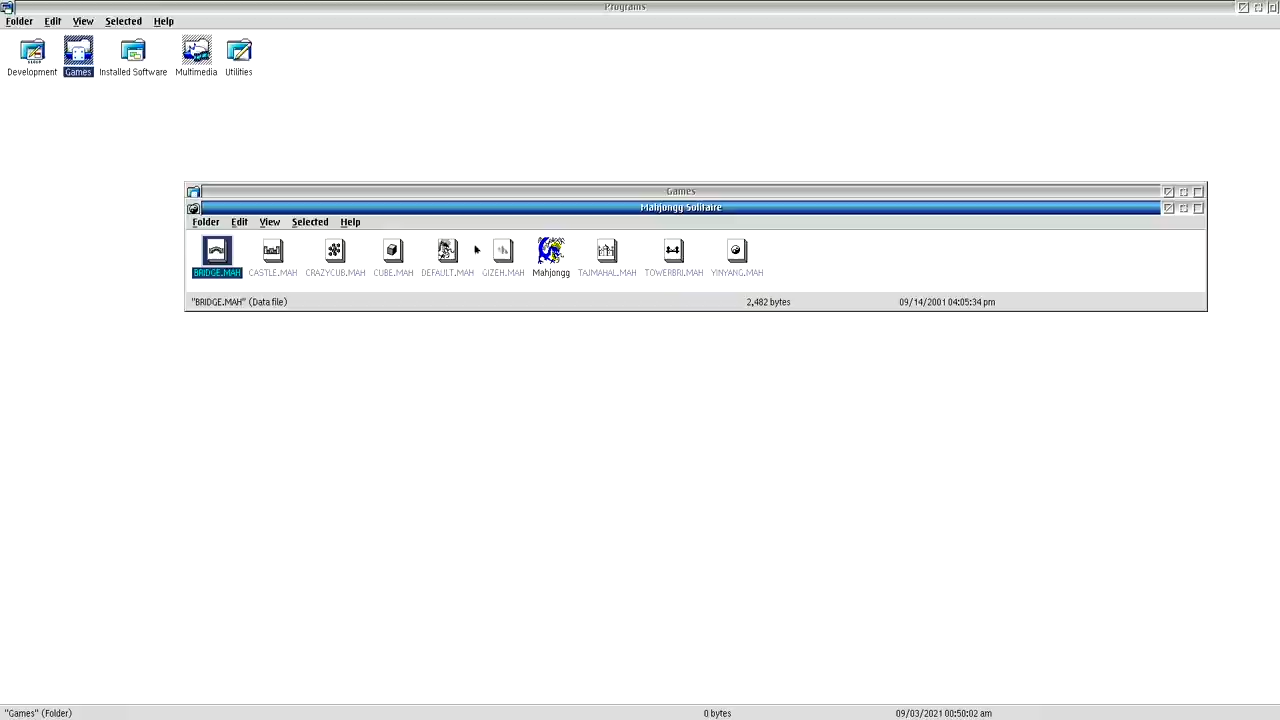 Programs
Folder Edit View Selected Help
Development Games Installed Software Multimedia Utilities
Games
Mahjongg Solitaire
Folder Edit View Selected Help
BRIDGE.MAH CASTLE.MAH CRAZYCUB.MAH CUBE.MAH DEFAULT.MAH GIZEH.MAH Mahjongg TAJMAHAL.MAH TOWERBRI.MAH YINYANG.MAH
"BRIDGE.MAH" (Data file) 2,482 bytes 09/14/2001 04:05:34 pm
"Games" (Folder) 0 bytes 09/03/2021 00:50:02 am